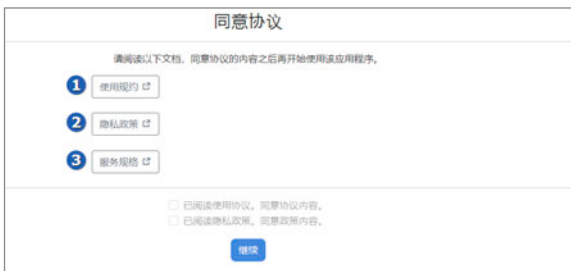 同意协议
请阅读以下文档，同意协议的内容之后再开始使用该应用程序。
1 使用规约
2 隐私政策
3 服务规格
已阅读使用协议，同意协议内容。
已阅读隐私政策，同意政策内容。
继续